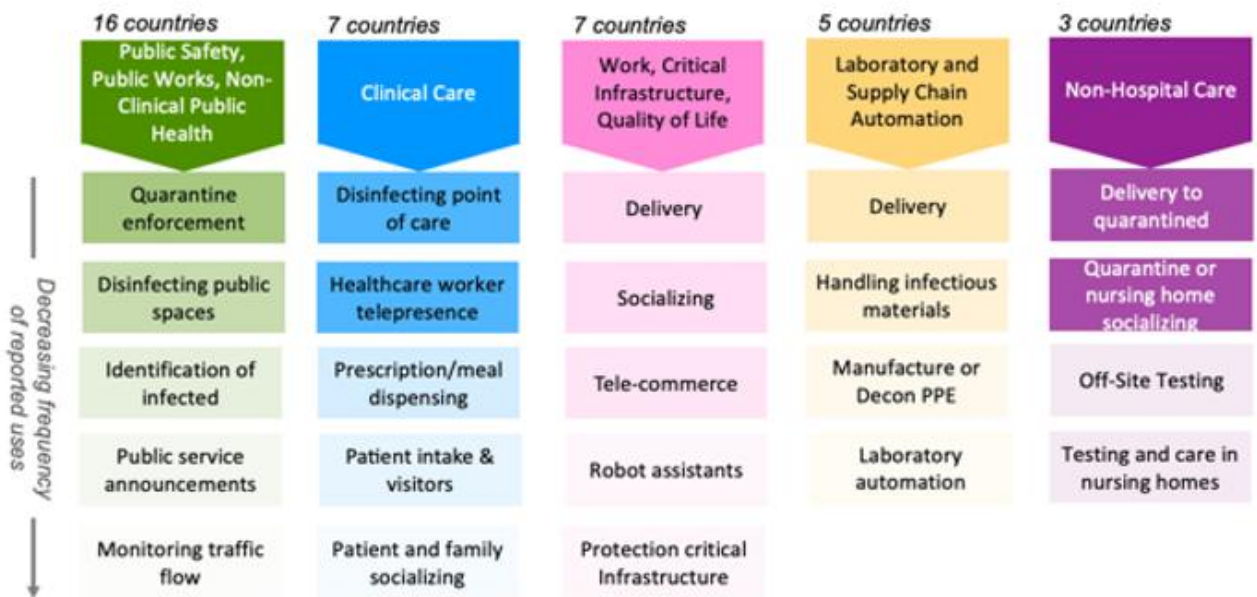 16 countries
7 countries
7 countries
5 countries
3 countries
Public Safety,
Public Works, Non-
Clinical Public
Health
Clinical Care
Work, Critical
Infrastructure,
Quality of Life
Laboratory and
Supply Chain
Automation
Non-Hospital Care
Decreasing frequency
of reported uses
Quarantine
enforcement
Disinfecting point
of care
Delivery
Delivery
Delivery to
quarantined
Disinfecting public
spaces
Healthcare worker
telepresence
Socializing
Handling infectious
materials
Quarantine or
nursing home
socializing
Identification of
infected
Prescription/meal
dispensing
Tele-commerce
Manufacture or
Decon PPE
Off-Site Testing
Public service
announcements
Patient intake &
visitors
Robot assistants
Laboratory
automation
Testing and care in
nursing homes
Monitoring traffic
flow
Patient and family
socializing
Protection critical
Infrastructure